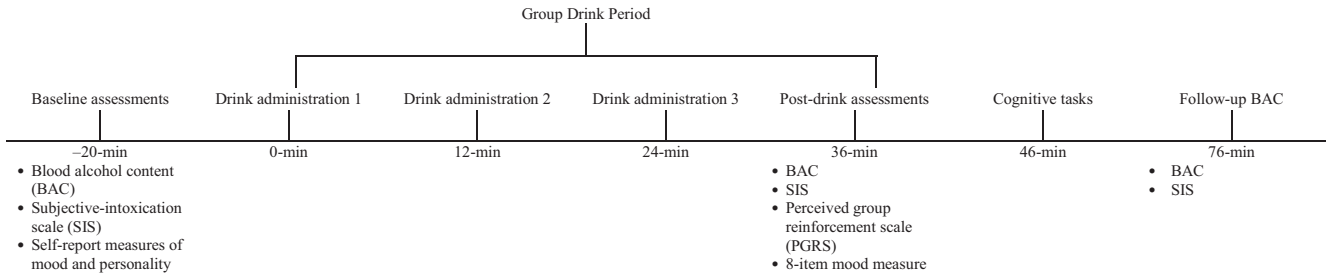 Group Drink Period
Baseline assessments Drink administration 1 Drink administration 2 Drink administration 3 Post-drink assessments Cognitive tasks Follow-up BAC
–20-min 0-min 12-min 24-min 36-min 46-min 76-min
• Blood alcohol content
(BAC)
• Subjective-intoxication
scale (SIS)
• Self-report measures of
mood and personality
• BAC
• SIS
• Perceived group
reinforcement scale
(PGRS)
• 8-item mood measure
• BAC
• SIS